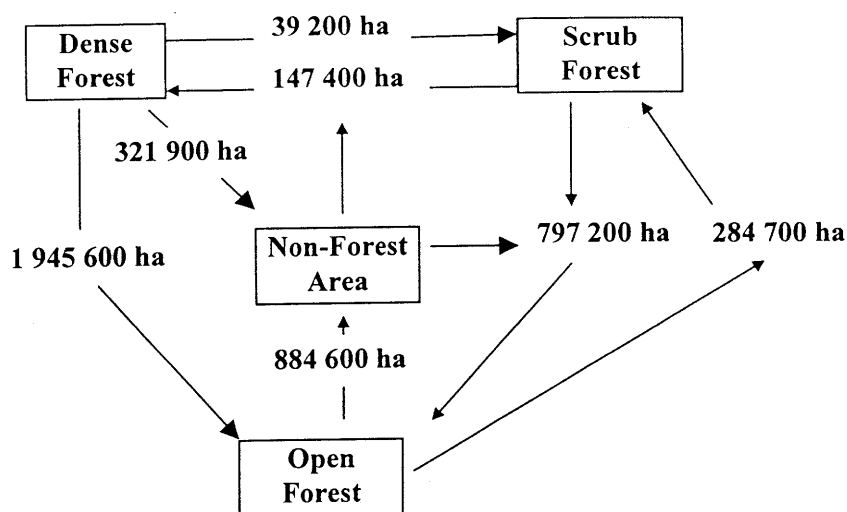 39 200 ha
Dense
Forest
Scrub
Forest
147 400 ha
321 900 ha
1 945 600 ha
Non-Forest
Area
797 200 ha
284 700 ha
884 600 ha
Open
Forest